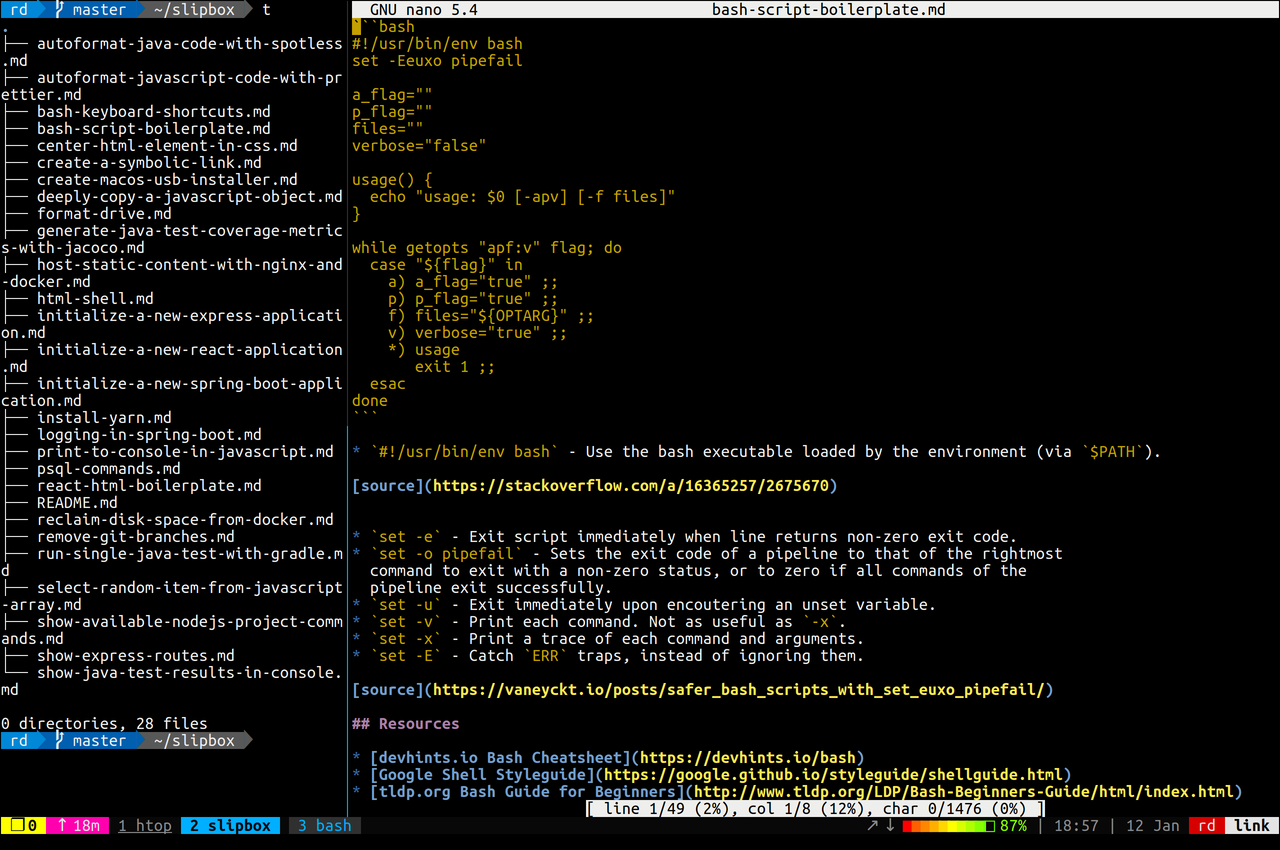 rd master ~/slipbox t
.
├── autoformat-java-code-with-spotless
.md
├── autoformat-javascript-code-with-pr
ettier.md
├── bash-keyboard-shortcuts.md
├── bash-script-boilerplate.md
├── center-html-element-in-css.md
├── create-a-symbolic-link.md
├── create-macos-usb-installer.md
├── deeply-copy-a-javascript-object.md
├── format-drive.md
├── generate-java-test-coverage-metric
s-with-jacoco.md
├── host-static-content-with-nginx-and
-docker.md
├── html-shell.md
├── initialize-a-new-express-applicati
on.md
├── initialize-a-new-react-application
.md
├── initialize-a-new-spring-boot-appli
cation.md
├── install-yarn.md
├── logging-in-spring-boot.md
├── print-to-console-in-javascript.md
├── psql-commands.md
├── react-html-boilerplate.md
├── README.md
├── reclaim-disk-space-from-docker.md
├── remove-git-branches.md
├── run-single-java-test-with-gradle.m
d
├── select-random-item-from-javascript
-array.md
├── show-available-nodejs-project-comm
ands.md
├── show-express-routes.md
└── show-java-test-results-in-console.
md
0 directories, 28 files
rd master ~/slipbox
GNU nano 5.4 bash-script-boilerplate.md
```bash
#!/usr/bin/env bash
set -Eeuxo pipefail
a_flag=""
p_flag=""
files=""
verbose="false"
usage() {
  echo "usage: $0 [-apv] [-f files]"
}
while getopts "apf:v" flag; do
  case "${flag}" in
    a) a_flag="true" ;;
    p) p_flag="true" ;;
    f) files="${OPTARG}" ;;
    v) verbose="true" ;;
    *) usage
       exit 1 ;;
  esac
done
```
* `#!/usr/bin/env bash` - Use the bash executable loaded by the environment (via `$PATH`).
[source](https://stackoverflow.com/a/16365257/2675670)
* `set -e` - Exit script immediately when line returns non-zero exit code.
* `set -o pipefail` - Sets the exit code of a pipeline to that of the rightmost
  command to exit with a non-zero status, or to zero if all commands of the
  pipeline exit successfully.
* `set -u` - Exit immediately upon encoutering an unset variable.
* `set -v` - Print each command. Not as useful as `-x`.
* `set -x` - Print a trace of each command and arguments.
* `set -E` - Catch `ERR` traps, instead of ignoring them.
[source](https://vaneyckt.io/posts/safer_bash_scripts_with_set_euxo_pipefail/)
## Resources
* [devhints.io Bash Cheatsheet](https://devhints.io/bash)
* [Google Shell Styleguide](https://google.github.io/styleguide/shellguide.html)
* [tldp.org Bash Guide for Beginners](http://www.tldp.org/LDP/Bash-Beginners-Guide/html/index.html)
[ line 1/49 (2%), col 1/8 (12%), char 0/1476 (0%) ]
❐ 0 ↑ 18m 1 htop 2 slipbox 3 bash ↗ ↓ 87% | 18:57 | 12 Jan rd link